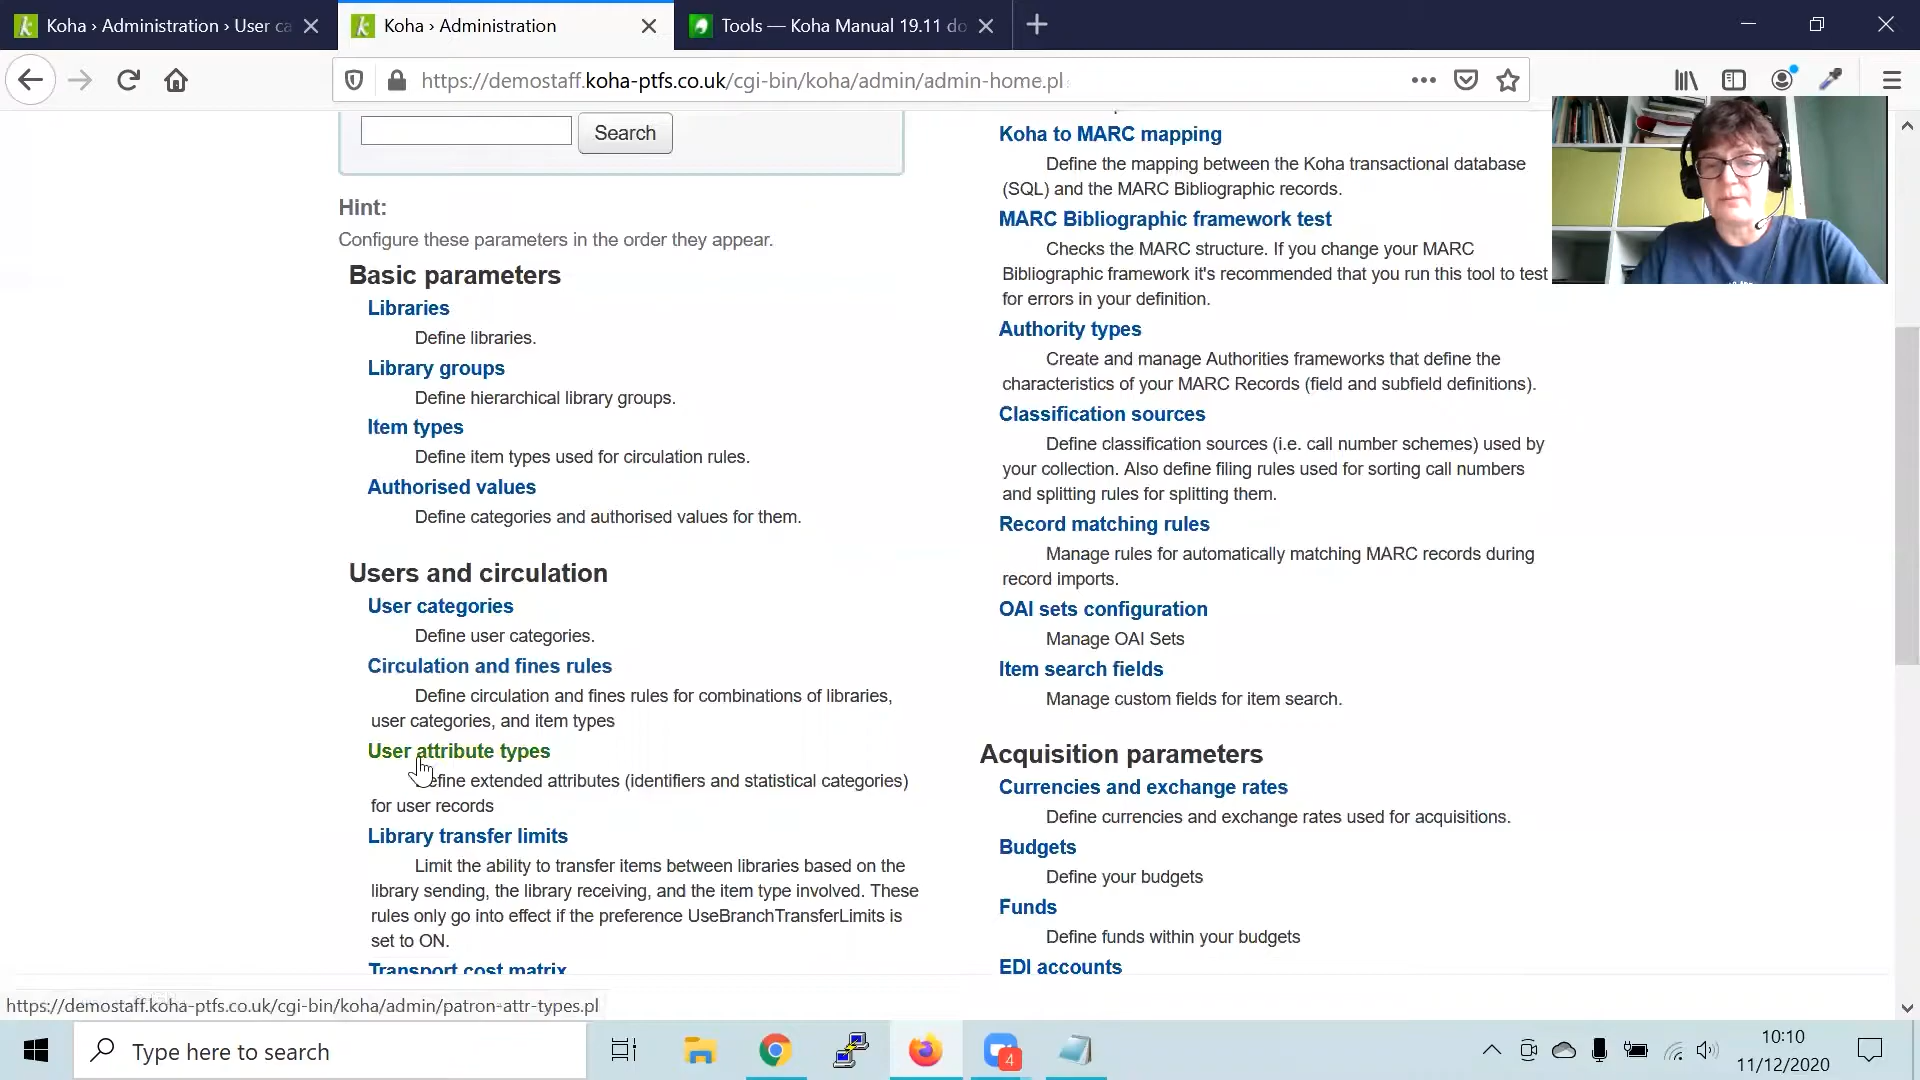 Koha › Administration › User ca
Koha › Administration
Tools — Koha Manual 19.11 do
https://demostaff.koha-ptfs.co.uk/cgi-bin/koha/admin/admin-home.pl
Search
Hint:
Configure these parameters in the order they appear.
Basic parameters
Libraries
Define libraries.
Library groups
Define hierarchical library groups.
Item types
Define item types used for circulation rules.
Authorised values
Define categories and authorised values for them.
Users and circulation
User categories
Define user categories.
Circulation and fines rules
Define circulation and fines rules for combinations of libraries,
user categories, and item types
User attribute types
efine extended attributes (identifiers and statistical categories)
for user records
Library transfer limits
Limit the ability to transfer items between libraries based on the
library sending, the library receiving, and the item type involved. These
rules only go into effect if the preference UseBranchTransferLimits is
set to ON.
Transport cost matrix
Koha to MARC mapping
Define the mapping between the Koha transactional database
(SQL) and the MARC Bibliographic records.
MARC Bibliographic framework test
Checks the MARC structure. If you change your MARC
Bibliographic framework it's recommended that you run this tool to test
for errors in your definition.
Authority types
Create and manage Authorities frameworks that define the
characteristics of your MARC Records (field and subfield definitions).
Classification sources
Define classification sources (i.e. call number schemes) used by
your collection. Also define filing rules used for sorting call numbers
and splitting rules for splitting them.
Record matching rules
Manage rules for automatically matching MARC records during
record imports.
OAI sets configuration
Manage OAI Sets
Item search fields
Manage custom fields for item search.
Acquisition parameters
Currencies and exchange rates
Define currencies and exchange rates used for acquisitions.
Budgets
Define your budgets
Funds
Define funds within your budgets
EDI accounts
https://demostaff.koha-ptfs.co.uk/cgi-bin/koha/admin/patron-attr-types.pl
Type here to search
4
10:10
11/12/2020